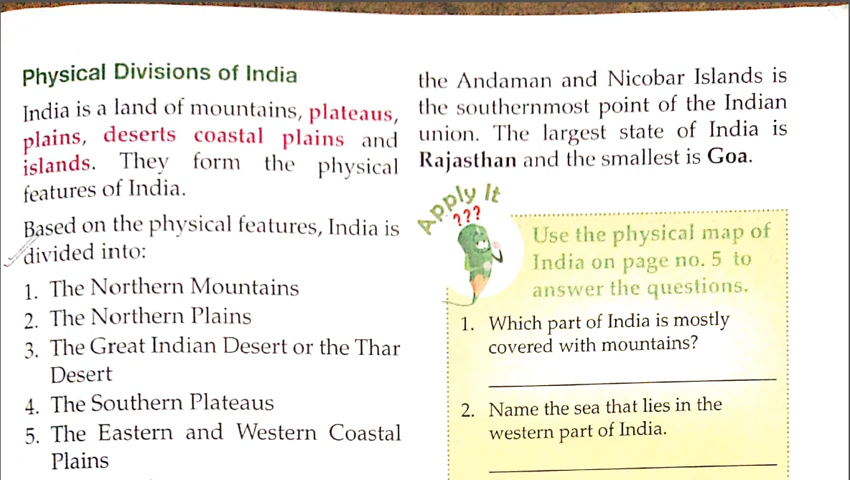 Physical Divisions of India
India is a land of mountains, plateaus,
plains, deserts coastal plains and
islands. They form the physical
features of India.
Based on the physical features, India is
divided into:
1. The Northern Mountains
2. The Northern Plains
3. The Great Indian Desert or the Thar
Desert
4. The Southern Plateaus
5. The Eastern and Western Coastal
Plains
the Andaman and Nicobar Islands is
the southernmost point of the Indian
union. The largest state of India is
Rajasthan and the smallest is Goa.
Apply It
???
Use the physical map of
India on page no. 5 to
answer the questions.
1. Which part of India is mostly
covered with mountains?
2. Name the sea that lies in the
western part of India.